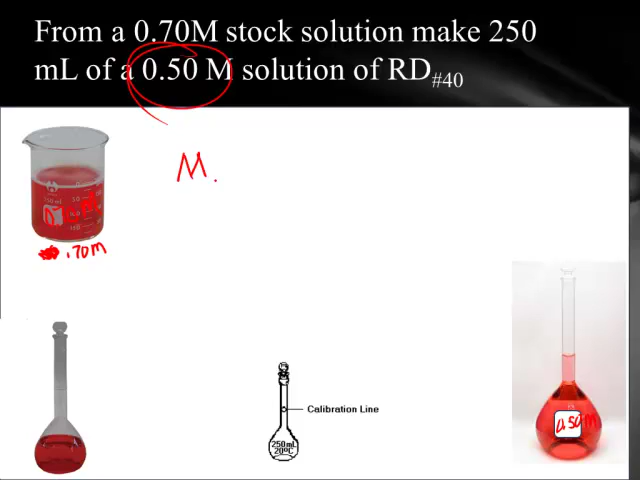 From a 0.70M stock solution make 250
mL of a 0.50 M solution of RD#40
M.
.70M
Calibration Line
250mL
20ºC
0.50M